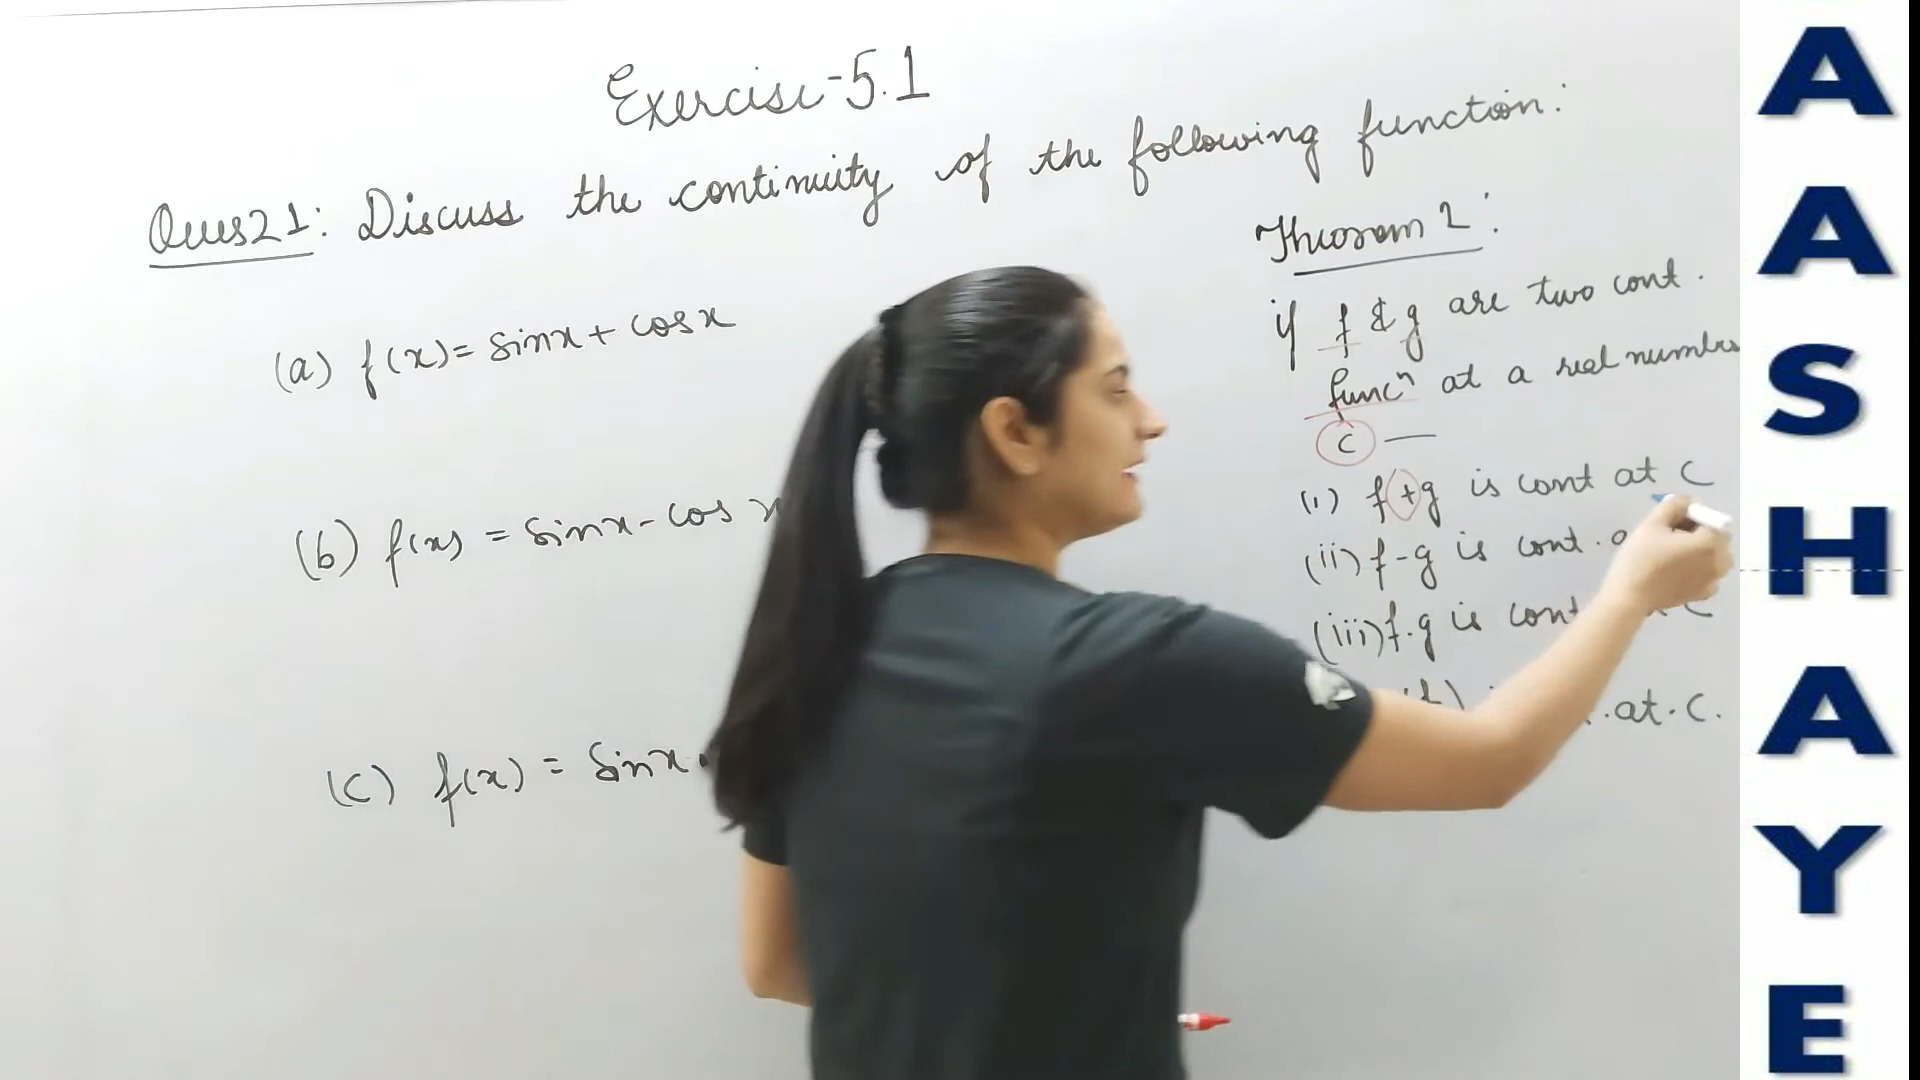 Exercise-5.1
Ques21: Discuss the continuity of the following function:
(a) f(x)= sinx + cosx
(b) f(x) = sinx - cos x
(c) f(x) = sinx.
Theorem 2:
if f & g are two cont.
funcⁿ at a real number
c —
(i) f+g is cont at c
(ii) f-g is cont.
(iii) f.g is cont c
.at.c.
AASHAYE